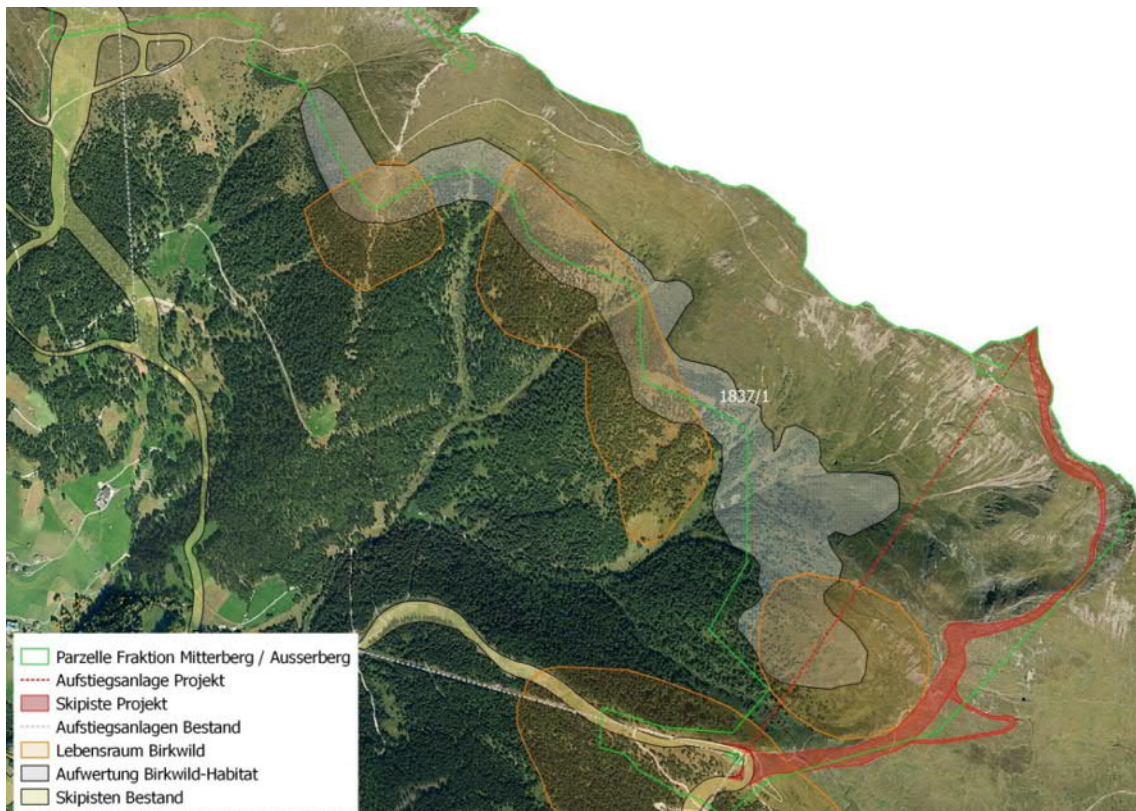 1837/1
Parzelle Fraktion Mitterberg / Ausserberg
Aufstiegsanlage Projekt
Skipiste Projekt
Aufstiegsanlagen Bestand
Lebensraum Birkwild
Aufwertung Birkwild-Habitat
Skipisten Bestand